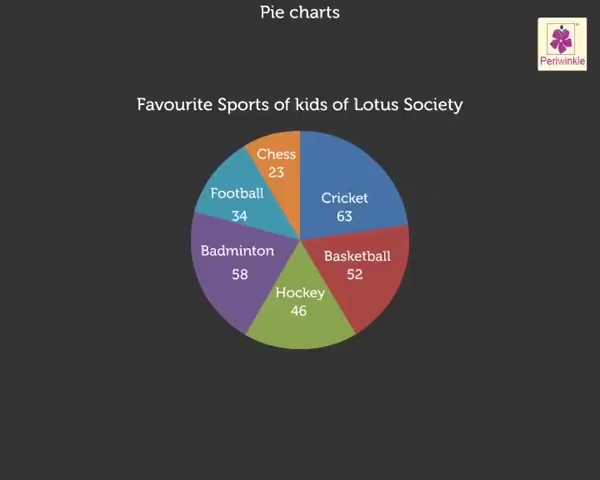 Pie charts
Periwinkle
Favourite Sports of kids of Lotus Society
Chess
23
Cricket
63
Football
34
Badminton
58
Basketball
52
Hockey
46